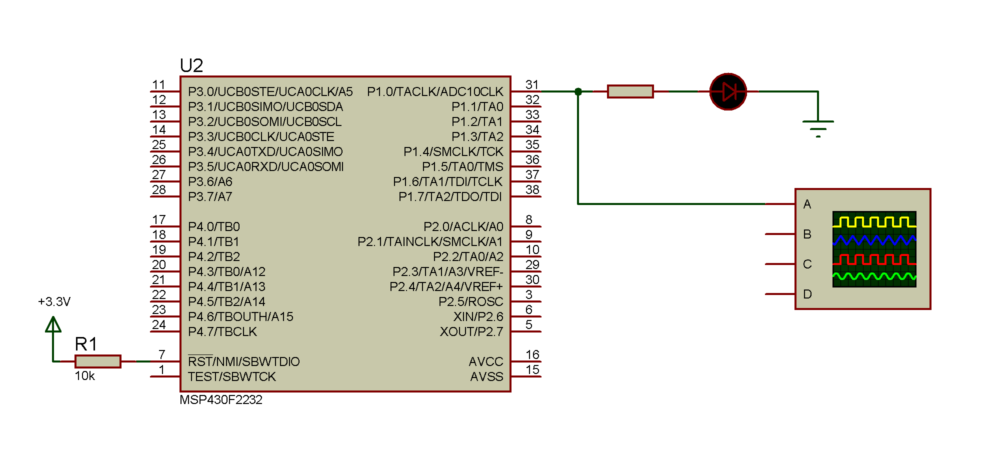 U2
11 P3.0/UCB0STE/UCA0CLK/A5 P1.0/TACLK/ADC10CLK 31
12 P3.1/UCB0SIMO/UCB0SDA P1.1/TA0 32
13 P3.2/UCB0SOMI/UCB0SCL P1.2/TA1 33
14 P3.3/UCB0CLK/UCA0STE P1.3/TA2 34
25 P3.4/UCA0TXD/UCA0SIMO P1.4/SMCLK/TCK 35
26 P3.5/UCA0RXD/UCA0SOMI P1.5/TA0/TMS 36
27 P3.6/A6 P1.6/TA1/TDI/TCLK 37
28 P3.7/A7 P1.7/TA2/TDO/TDI 38
A
17 P4.0/TB0 P2.0/ACLK/A0 8
B
18 P4.1/TB1 P2.1/TAINCLK/SMCLK/A1 9
19 P4.2/TB2 P2.2/TA0/A2 10
C
20 P4.3/TB0/A12 P2.3/TA1/A3/VREF- 29
21 P4.4/TB1/A13 P2.4/TA2/A4/VREF+ 30
D
22 P4.5/TB2/A14 P2.5/ROSC 3
+3.3V
23 P4.6/TBOUTH/A15 XIN/P2.6 6
24 P4.7/TBCLK XOUT/P2.7 5
R1
10k
7 RST/NMI/SBWTDIO AVCC 16
1 TEST/SBWTCK AVSS 15
MSP430F2232